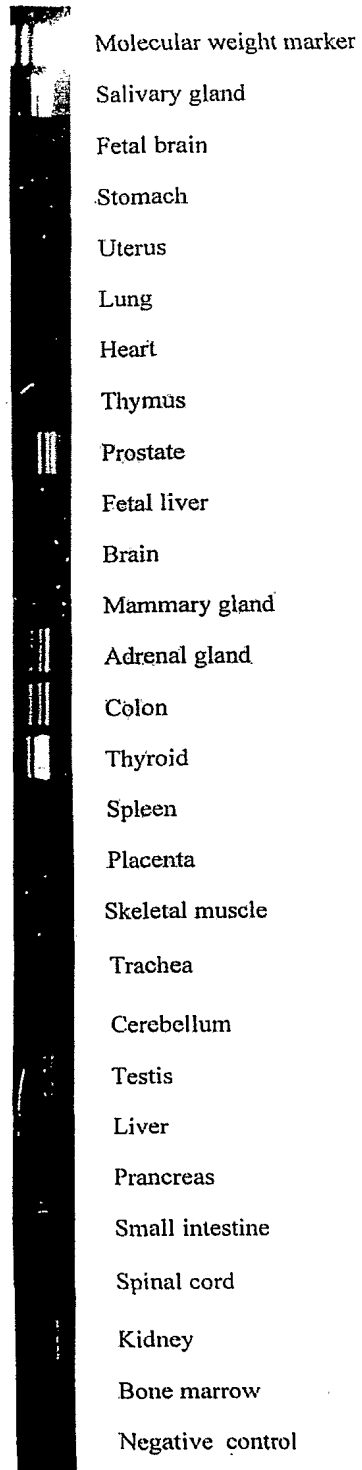 Molecular weight marker
Salivary gland
Fetal brain
Stomach
Uterus
Lung
Heart
Thymus
Prostate
Fetal liver
Brain
Mammary gland
Adrenal gland
Colon
Thyroid
Spleen
Placenta
Skeletal muscle
Trachea
Cerebellum
Testis
Liver
Prancreas
Small intestine
Spinal cord
Kidney
Bone marrow
Negative control